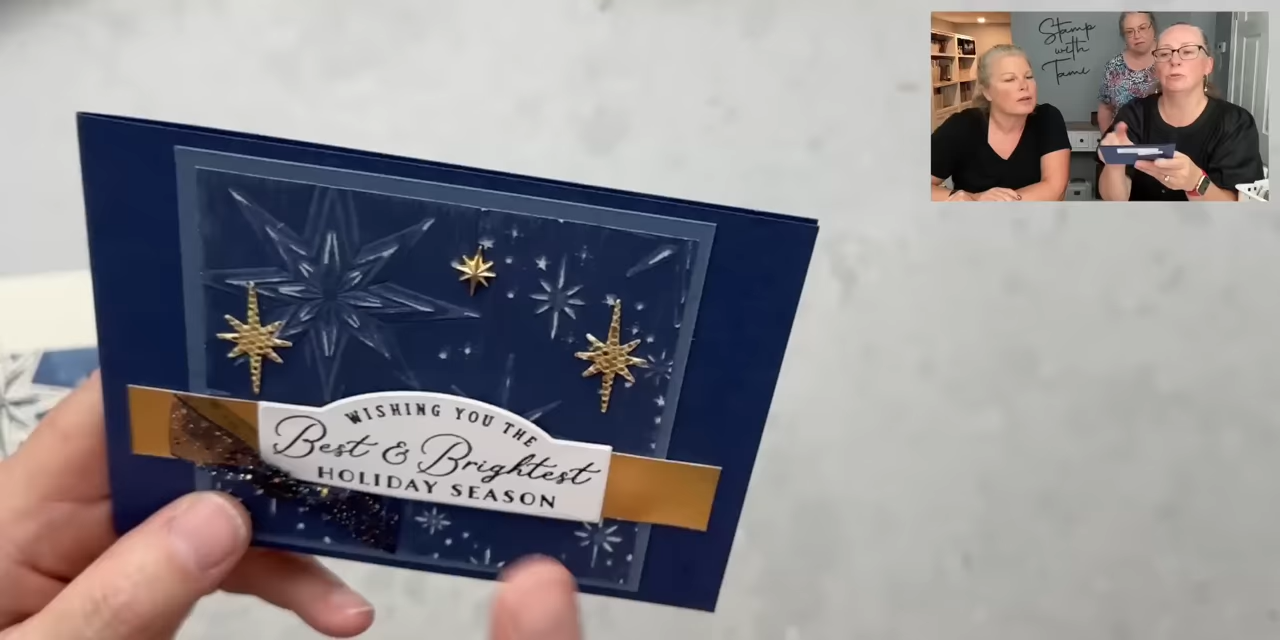 WISHING YOU THE
Best & Brightest
HOLIDAY SEASON
Stamp
with
Tami